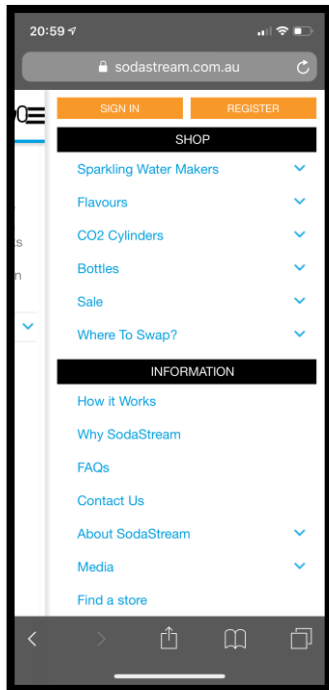 20:59
sodastream.com.au
SIGN IN REGISTER
SHOP
Sparkling Water Makers
Flavours
CO2 Cylinders
Bottles
Sale
Where To Swap?
INFORMATION
How it Works
Why SodaStream
FAQs
Contact Us
About SodaStream
Media
Find a store